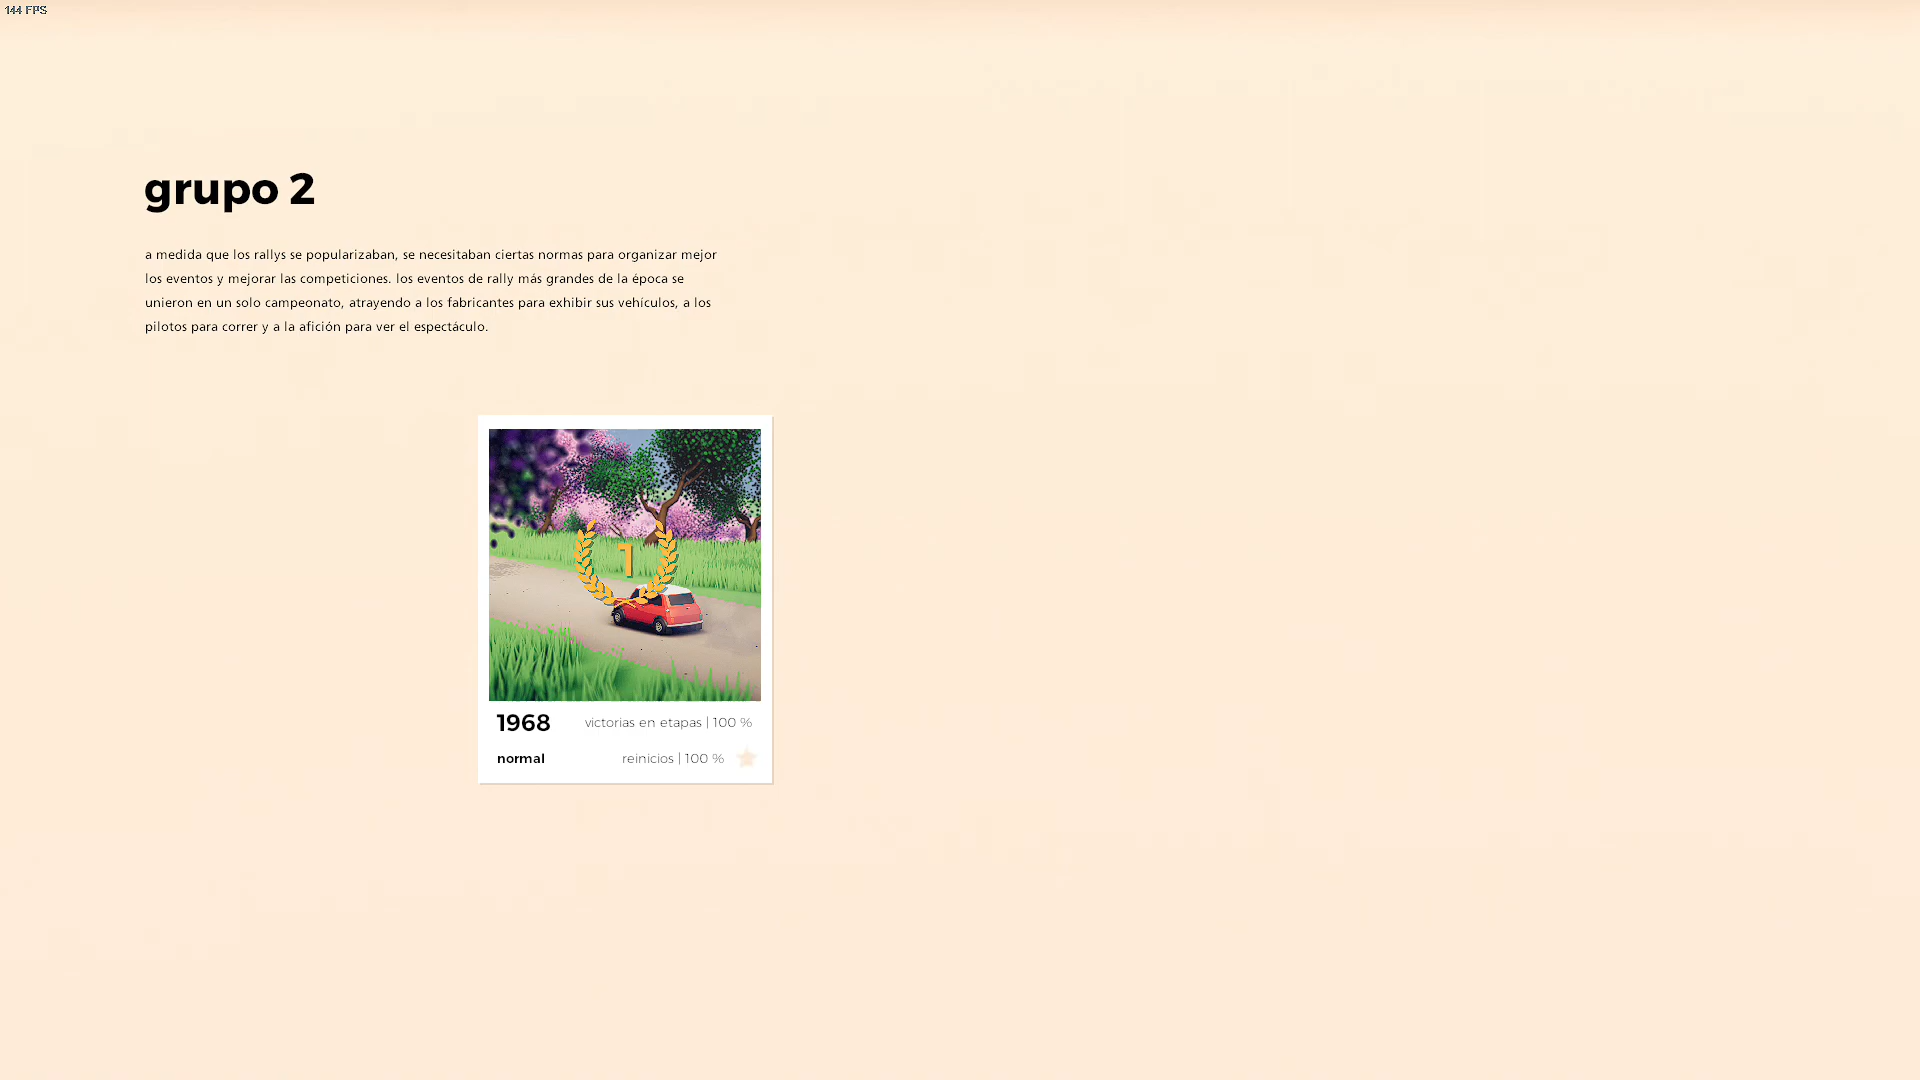 144 FPS
grupo 2
a medida que los rallys se popularizaban, se necesitaban ciertas normas para organizar mejor
los eventos y mejorar las competiciones. los eventos de rally más grandes de la época se
unieron en un solo campeonato, atrayendo a los fabricantes para exhibir sus vehículos, a los
pilotos para correr y a la afición para ver el espectáculo.
1
1968 victorias en etapas | 100 %
normal reinicios | 100 %